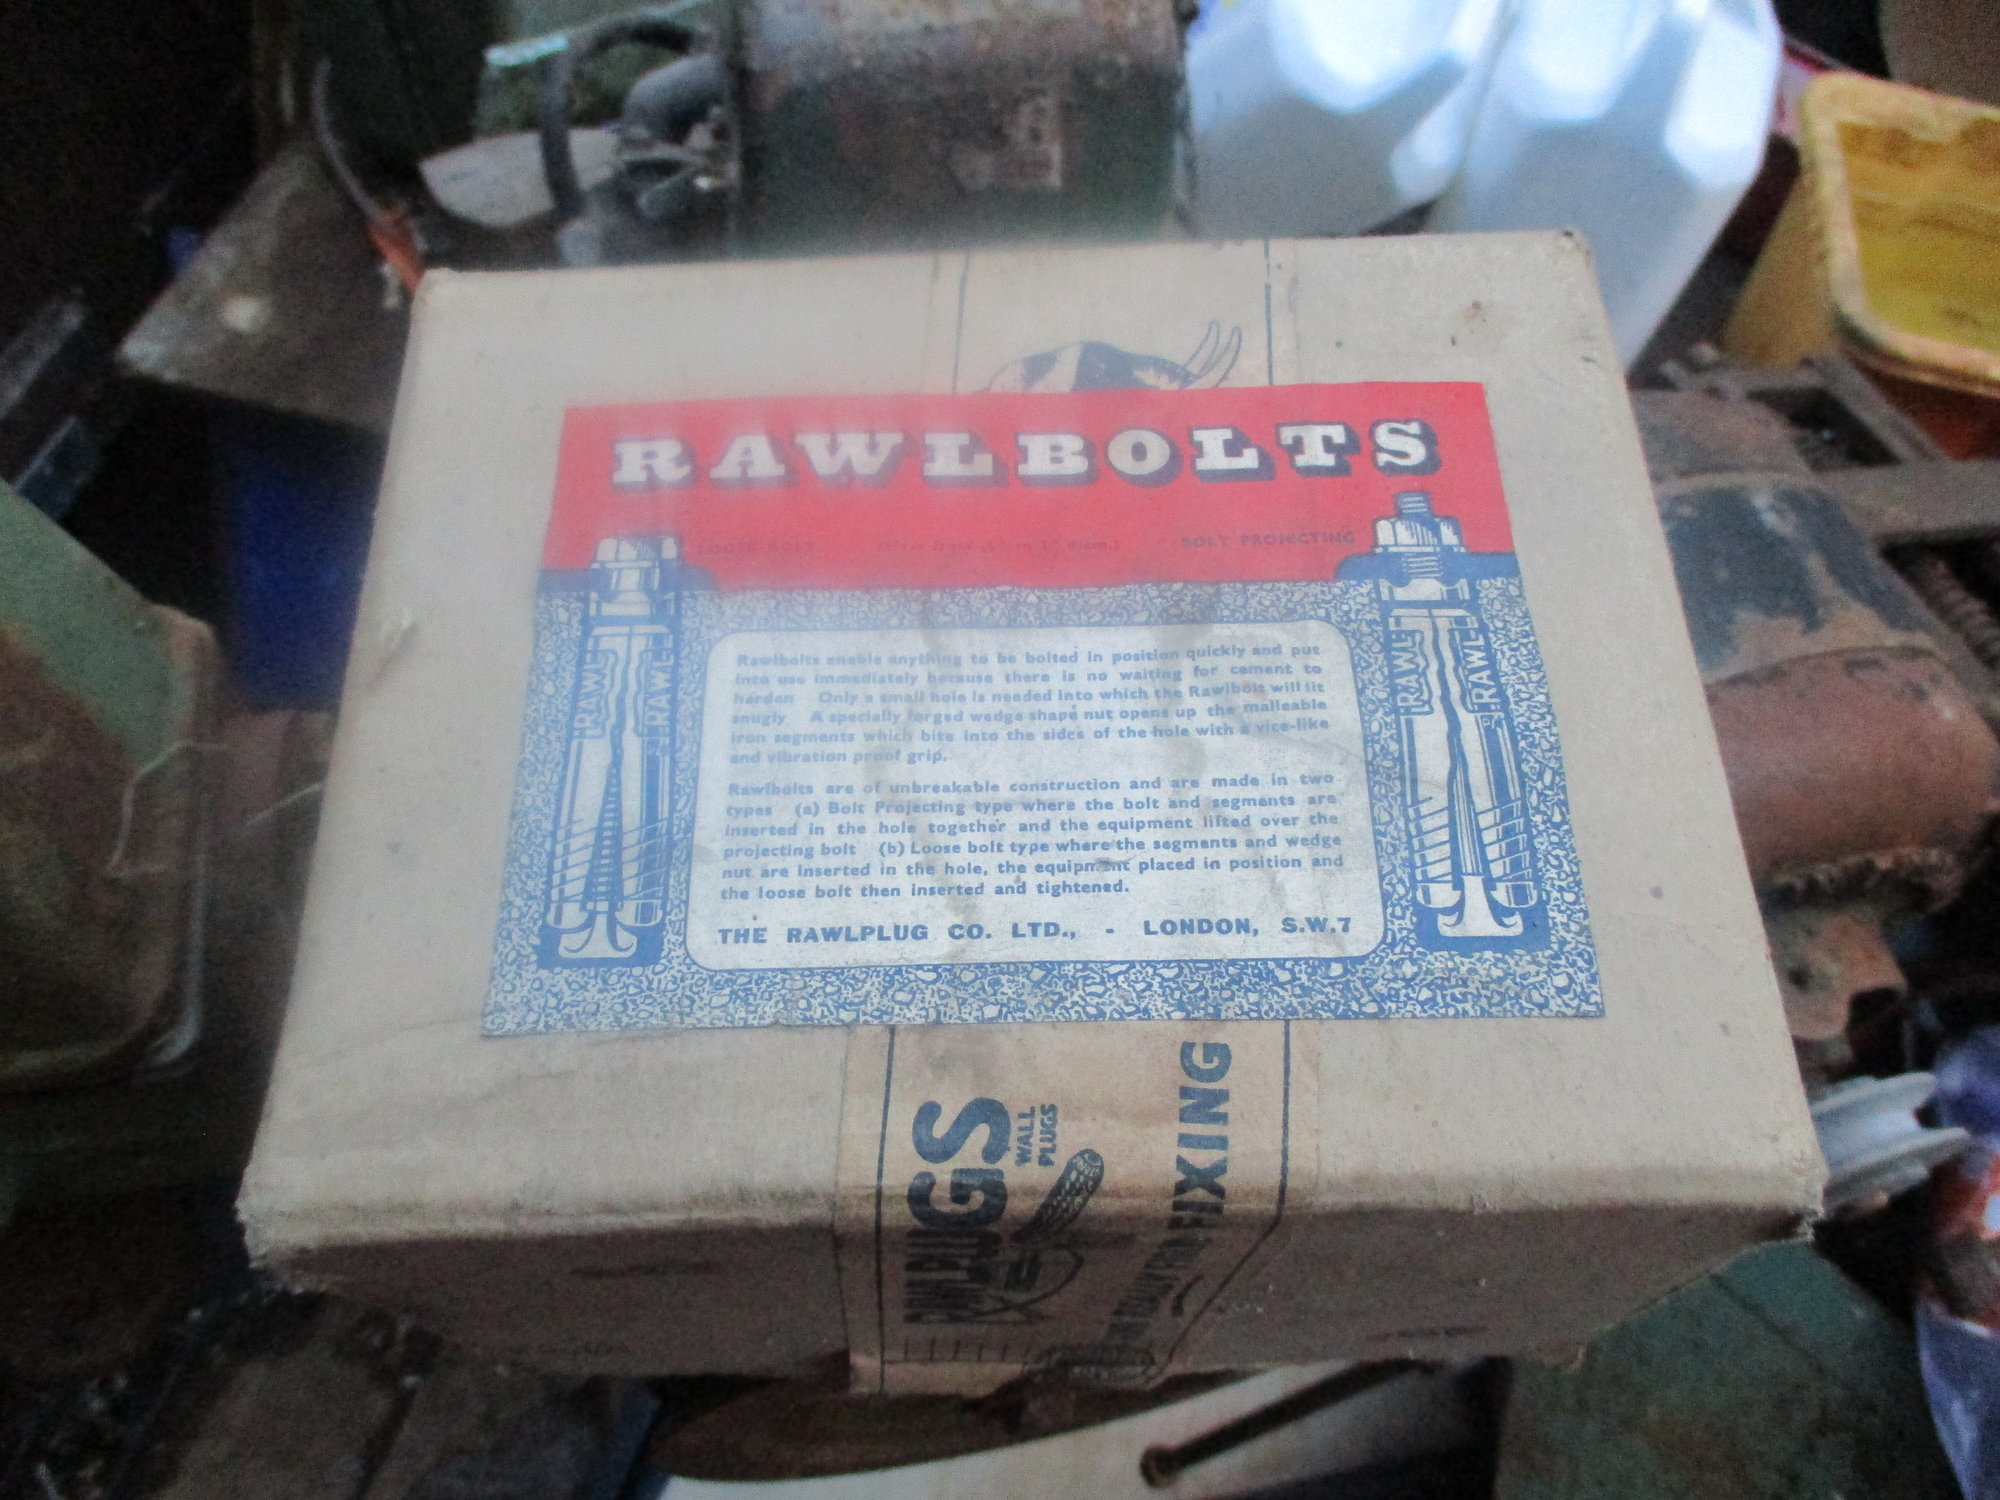 RAWLBOLTS
LOOSE BOLT
BOLT PROJECTING
RAWL
RAWL
RAWL
RAWL
Rawlbolts enable anything to be bolted in position quickly and put
into use immediately because there is no waiting for cement to
harden Only a small hole is needed into which the Rawlbolt will fit
snugly A specially forged wedge shape nut opens up the malleable
iron segments which bite into the sides of the hole with a vice-like
and vibration proof grip.
Rawlbolts are of unbreakable construction and are made in two
types (a) Bolt Projecting type where the bolt and segments are
inserted in the hole together and the equipment lifted over the
projecting bolt (b) Loose bolt type where the segments and wedge
nut are inserted in the hole, the equipment placed in position and
the loose bolt then inserted and tightened.
THE RAWLPLUG CO. LTD., - LONDON, S.W.7
RAWLPLUGS
WALL
PLUGS
FIXING